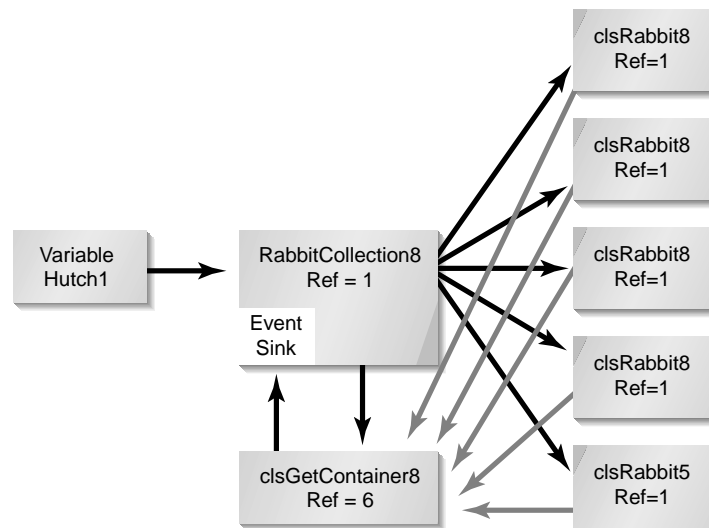 clsRabbit8
Ref=1
clsRabbit8
Ref=1
Variable
Hutch1
RabbitCollection8
Ref = 1
Event
Sink
clsRabbit8
Ref=1
clsRabbit8
Ref=1
clsGetContainer8
Ref = 6
clsRabbit5
Ref=1